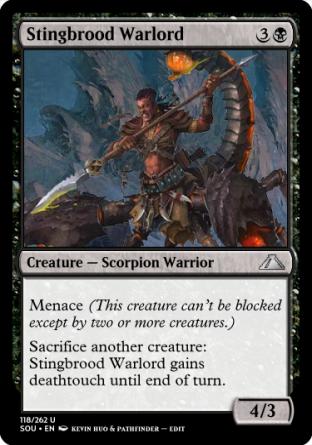 Stingbrood Warlord 3
Creature — Scorpion Warrior
Menace (This creature can't be blocked
except by two or more creatures.)
Sacrifice another creature:
Stingbrood Warlord gains
deathtouch until end of turn.
4/3
118/262 U
SOU • EN KEVIN HUO & PATHFINDER — EDIT